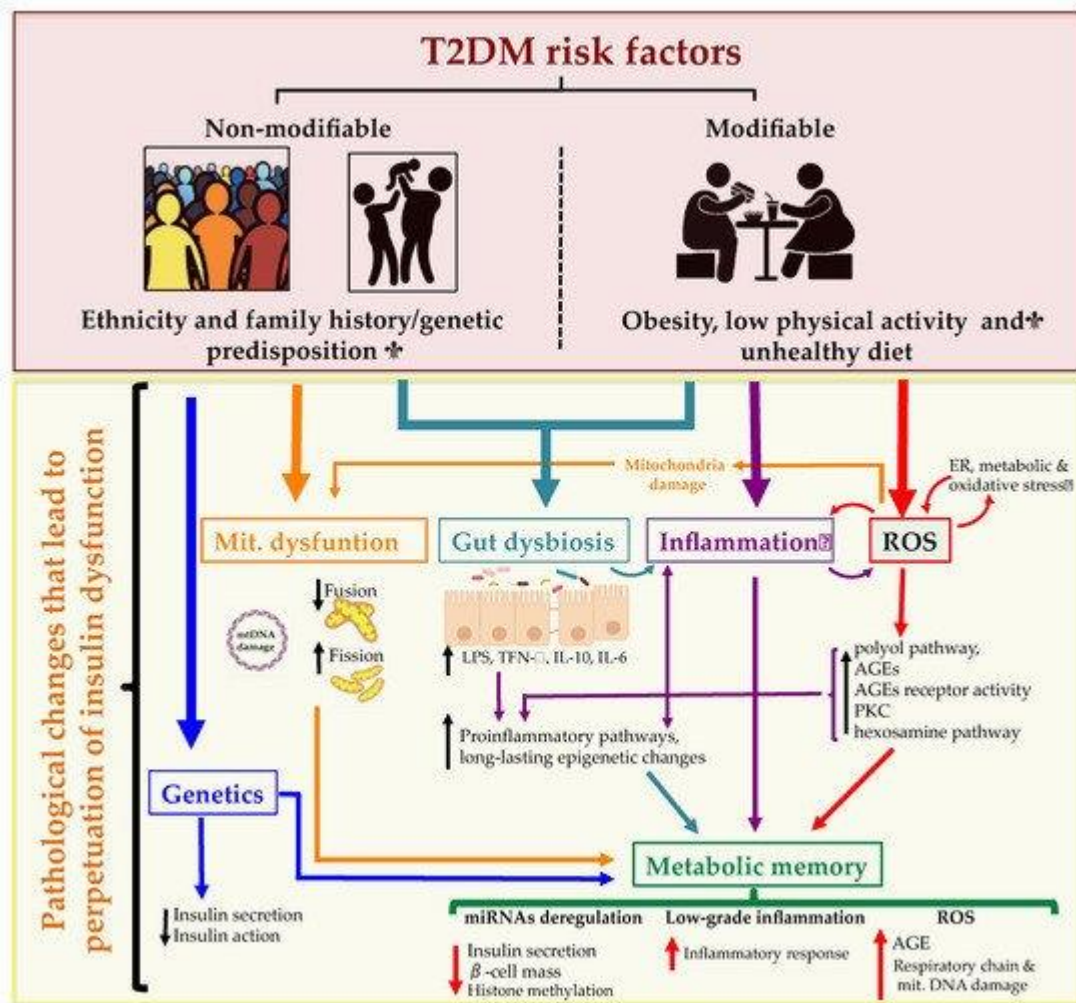 T2DM risk factors
Non-modifiable
Modifiable
Ethnicity and family history/genetic
predisposition ⚜
Obesity, low physical activity and⚜
unhealthy diet
Pathological changes that lead to
perpetuation of insulin dysfunction
Mitochondria
damage
ER, metabolic &
oxidative stress⍰
Mit. dysfuntion
Gut dysbiosis
Inflammation⍰
ROS
mtDNA
damage
Fusion
Fission
LPS, TFN-□. IL-10, IL-6
polyol pathway,
AGEs
AGEs receptor activity
PKC
hexosamine pathway
Proinflammatory pathways,
long-lasting epigenetic changes
Genetics
Insulin secretion
Insulin action
Metabolic memory
miRNAs deregulation
Insulin secretion
β -cell mass
Histone methylation
Low-grade inflammation
Inflammatory response
ROS
AGE
Respiratory chain &
mit. DNA damage